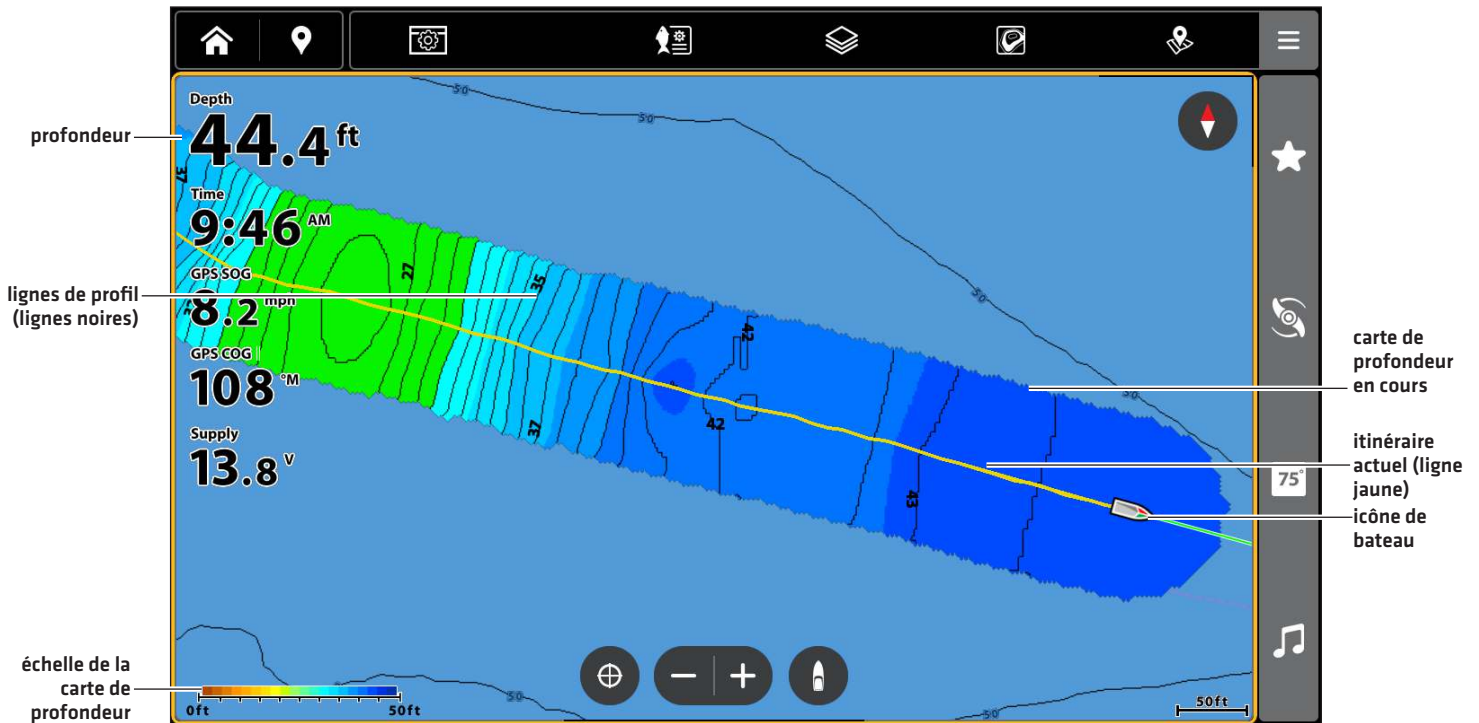 Depth
44.4 ft
Time
9:46 AM
GPS SOG
8.2 mph
GPS COG
108 °M
Supply
13.8 V
profondeur
lignes de profil
(lignes noires)
échelle de la
carte de
profondeur
50
50
50
50
50
50
37
27
35
37
42
42
43
0ft
50ft
50ft
75°
carte de
profondeur
en cours
itinéraire
actuel (ligne
jaune)
icône de
bateau